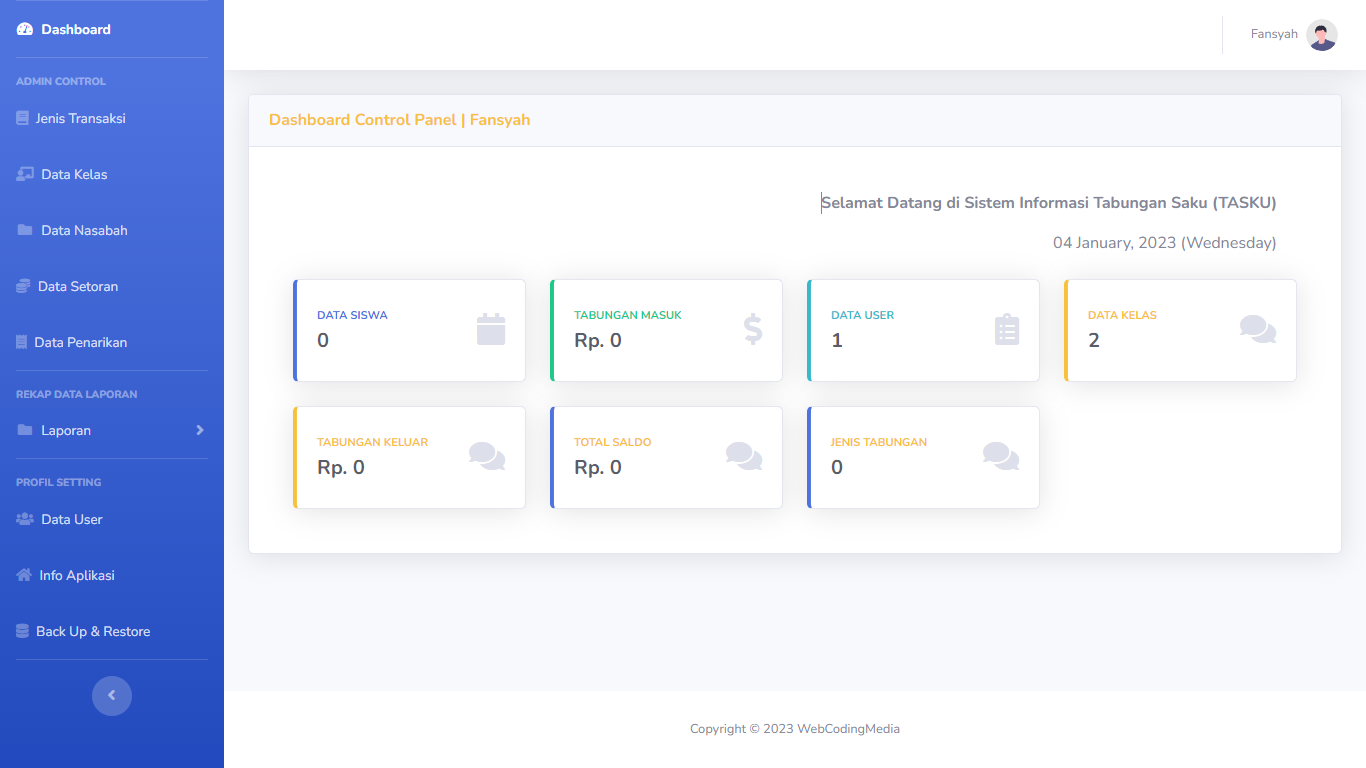 Dashboard
ADMIN CONTROL
Jenis Transaksi
Data Kelas
Data Nasabah
Data Setoran
Data Penarikan
REKAP DATA LAPORAN
Laporan
PROFIL SETTING
Data User
Info Aplikasi
Back Up & Restore
Fansyah
Dashboard Control Panel | Fansyah
Selamat Datang di Sistem Informasi Tabungan Saku (TASKU)
04 January, 2023 (Wednesday)
DATA SISWA
0
TABUNGAN MASUK
Rp. 0
DATA USER
1
DATA KELAS
2
TABUNGAN KELUAR
Rp. 0
TOTAL SALDO
Rp. 0
JENIS TABUNGAN
0
Copyright © 2023 WebCodingMedia